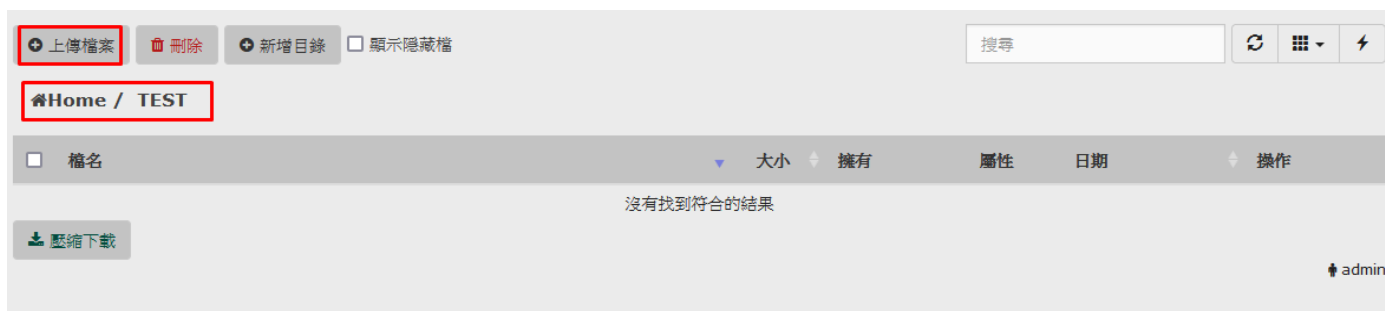 上傳檔案 刪除 新增目錄 顯示隱藏檔 搜尋
Home / TEST
檔名 大小 擁有 屬性 日期 操作
沒有找到符合的結果
壓縮下載
admin